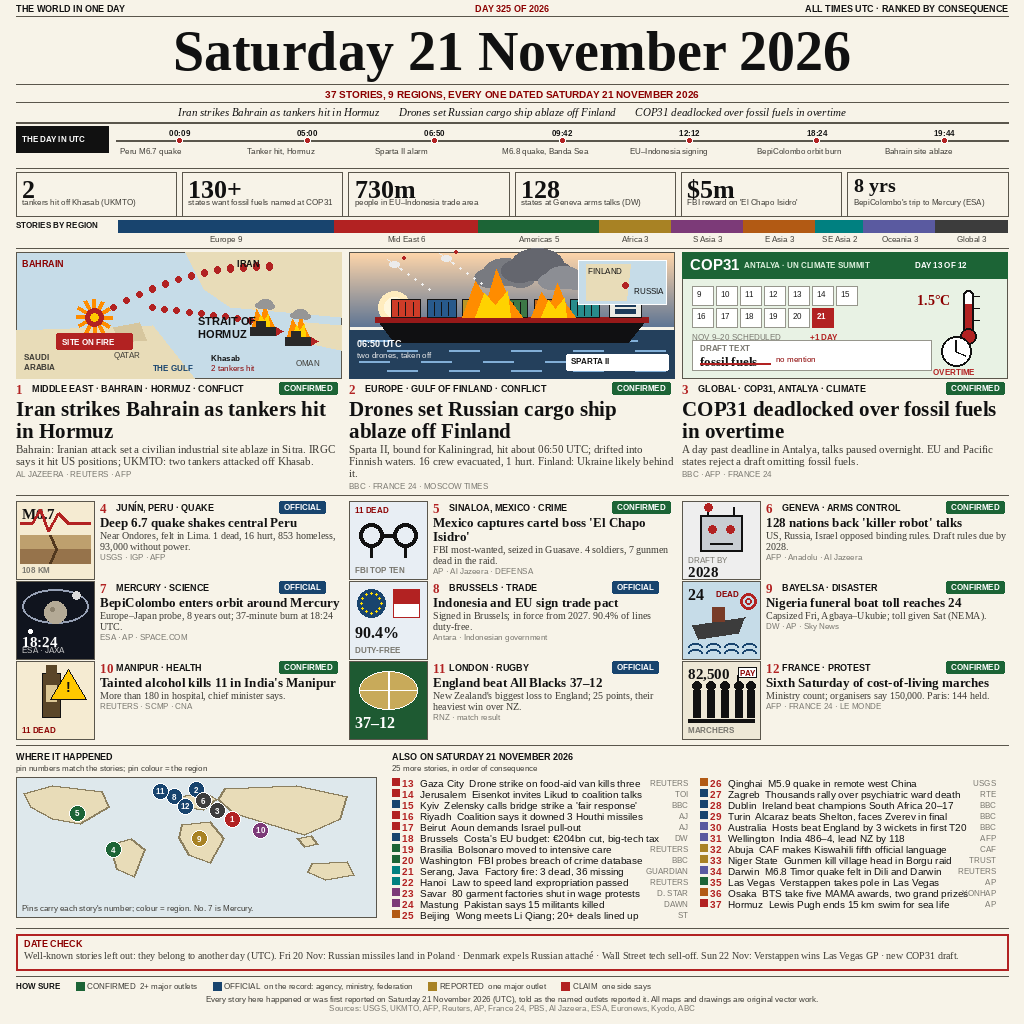 THE WORLD IN ONE DAY
DAY 325 OF 2026
ALL TIMES UTC · RANKED BY CONSEQUENCE
Saturday 21 November 2026
37 STORIES, 9 REGIONS, EVERY ONE DATED SATURDAY 21 NOVEMBER 2026
Iran strikes Bahrain as tankers hit in Hormuz Drones set Russian cargo ship ablaze off Finland COP31 deadlocked over fossil fuels in overtime
THE DAY IN UTC
00:09 05:00 06:50 09:42 12:12 18:24 19:44
Peru M6.7 quake Tanker hit, Hormuz Sparta II alarm M6.8 quake, Banda Sea EU–Indonesia signing BepiColombo orbit burn Bahrain site ablaze
2
tankers hit off Khasab (UKMTO)
130+
states want fossil fuels named at COP31
730m
people in EU–Indonesia trade area
128
states at Geneva arms talks (DW)
$5m
FBI reward on 'El Chapo Isidro'
8 yrs
BepiColombo's trip to Mercury (ESA)
STORIES BY REGION
Europe 9 Mid East 6 Americas 5 Africa 3 S Asia 3 E Asia 3 SE Asia 2 Oceania 3 Global 3
BAHRAIN
IRAN
STRAIT OF
HORMUZ
SITE ON FIRE
QATAR
SAUDI
ARABIA
THE GULF
Khasab
2 tankers hit
OMAN
FINLAND
RUSSIA
06:50 UTC
two drones, taken off
SPARTA II
COP31 ANTALYA · UN CLIMATE SUMMIT DAY 13 OF 12
9 10 11 12 13 14 15
16 17 18 19 20 21
NOV 9–20 SCHEDULED +1 DAY
DRAFT TEXT
fossil fuels no mention
1.5°C
OVERTIME
1 MIDDLE EAST · BAHRAIN · HORMUZ · CONFLICT CONFIRMED
Iran strikes Bahrain as tankers hit
in Hormuz
Bahrain: Iranian attack set a civilian industrial site ablaze in Sitra. IRGC
says it hit US positions; UKMTO: two tankers attacked off Khasab.
AL JAZEERA · REUTERS · AFP
2 EUROPE · GULF OF FINLAND · CONFLICT CONFIRMED
Drones set Russian cargo ship
ablaze off Finland
Sparta II, bound for Kaliningrad, hit about 06:50 UTC; drifted into
Finnish waters. 16 crew evacuated, 1 hurt. Finland: Ukraine likely behind
it.
BBC · FRANCE 24 · MOSCOW TIMES
3 GLOBAL · COP31, ANTALYA · CLIMATE CONFIRMED
COP31 deadlocked over fossil fuels
in overtime
A day past deadline in Antalya, talks paused overnight. EU and Pacific
states reject a draft omitting fossil fuels.
BBC · AFP · FRANCE 24
M6.7
108 KM
4 JUNÍN, PERU · QUAKE OFFICIAL
Deep 6.7 quake shakes central Peru
Near Ondores, felt in Lima. 1 dead, 16 hurt, 853 homeless,
93,000 without power.
USGS · IGP · AFP
11 DEAD
FBI TOP TEN
5 SINALOA, MEXICO · CRIME CONFIRMED
Mexico captures cartel boss 'El Chapo
Isidro'
FBI most-wanted, seized in Guasave. 4 soldiers, 7 gunmen
dead in the raid.
AP · Al Jazeera · DEFENSA
DRAFT BY
2028
6 GENEVA · ARMS CONTROL CONFIRMED
128 nations back 'killer robot' talks
US, Russia, Israel opposed binding rules. Draft rules due by
2028.
AFP · Anadolu · Al Jazeera
18:24
ESA · JAXA
7 MERCURY · SCIENCE OFFICIAL
BepiColombo enters orbit around Mercury
Europe–Japan probe, 8 years out; 37-minute burn at 18:24
UTC.
ESA · AP · SPACE.COM
90.4%
DUTY-FREE
8 BRUSSELS · TRADE OFFICIAL
Indonesia and EU sign trade pact
Signed in Brussels; in force from 2027. 90.4% of lines
duty-free.
Antara · Indonesian government
24 DEAD
9 BAYELSA · DISASTER CONFIRMED
Nigeria funeral boat toll reaches 24
Capsized Fri, Agbaya–Ukubie; toll given Sat (NEMA).
DW · AP · Sky News
!
11 DEAD
10 MANIPUR · HEALTH CONFIRMED
Tainted alcohol kills 11 in India's Manipur
More than 180 in hospital, chief minister says.
REUTERS · SCMP · CNA
37–12
11 LONDON · RUGBY OFFICIAL
England beat All Blacks 37–12
New Zealand's biggest loss to England; 25 points, their
heaviest win over NZ.
RNZ · match result
82,500 PAY
MARCHERS
12 FRANCE · PROTEST CONFIRMED
Sixth Saturday of cost-of-living marches
Ministry count; organisers say 150,000. Paris: 144 held.
AFP · FRANCE 24 · LE MONDE
WHERE IT HAPPENED
pin numbers match the stories; pin colour = the region
11 8 2 12 6 3 1 5 9 10 4
Pins carry each story's number; colour = region. No. 7 is Mercury.
ALSO ON SATURDAY 21 NOVEMBER 2026
25 more stories, in order of consequence
13 Gaza City Drone strike on food-aid van kills three REUTERS
14 Jerusalem Eisenkot invites Likud to coalition talks TOI
15 Kyiv Zelensky calls bridge strike a 'fair response' BBC
16 Riyadh Coalition says it downed 3 Houthi missiles AJ
17 Beirut Aoun demands Israel pull-out AJ
18 Brussels Costa's EU budget: €204bn cut, big-tech tax DW
19 Brasilia Bolsonaro moved to intensive care REUTERS
20 Washington FBI probes breach of crime database BBC
21 Serang, Java Factory fire: 3 dead, 36 missing GUARDIAN
22 Hanoi Law to speed land expropriation passed REUTERS
23 Savar 80 garment factories shut in wage protests D. STAR
24 Mastung Pakistan says 15 militants killed DAWN
25 Beijing Wong meets Li Qiang; 20+ deals lined up ST
26 Qinghai M5.9 quake in remote west China USGS
27 Zagreb Thousands rally over psychiatric ward death RTE
28 Dublin Ireland beat champions South Africa 20–17 BBC
29 Turin Alcaraz beats Shelton, faces Zverev in final BBC
30 Australia Hosts beat England by 3 wickets in first T20 BBC
31 Wellington India 486–4, lead NZ by 118 AFP
32 Abuja CAF makes Kiswahili fifth official language CAF
33 Niger State Gunmen kill village head in Borgu raid TRUST
34 Darwin M6.8 Timor quake felt in Dili and Darwin REUTERS
35 Las Vegas Verstappen takes pole in Las Vegas AP
36 Osaka BTS take five MAMA awards, two grand prizes YONHAP
37 Hormuz Lewis Pugh ends 15 km swim for sea life AP
DATE CHECK
Well-known stories left out: they belong to another day (UTC). Fri 20 Nov: Russian missiles land in Poland · Denmark expels Russian attaché · Wall Street tech sell-off. Sun 22 Nov: Verstappen wins Las Vegas GP · new COP31 draft.
HOW SURE CONFIRMED 2+ major outlets OFFICIAL on the record: agency, ministry, federation REPORTED one major outlet CLAIM one side says
Every story here happened or was first reported on Saturday 21 November 2026 (UTC), told as the named outlets reported it. All maps and drawings are original vector work.
Sources: USGS, UKMTO, AFP, Reuters, AP, France 24, PBS, Al Jazeera, ESA, Euronews, Kyodo, ABC